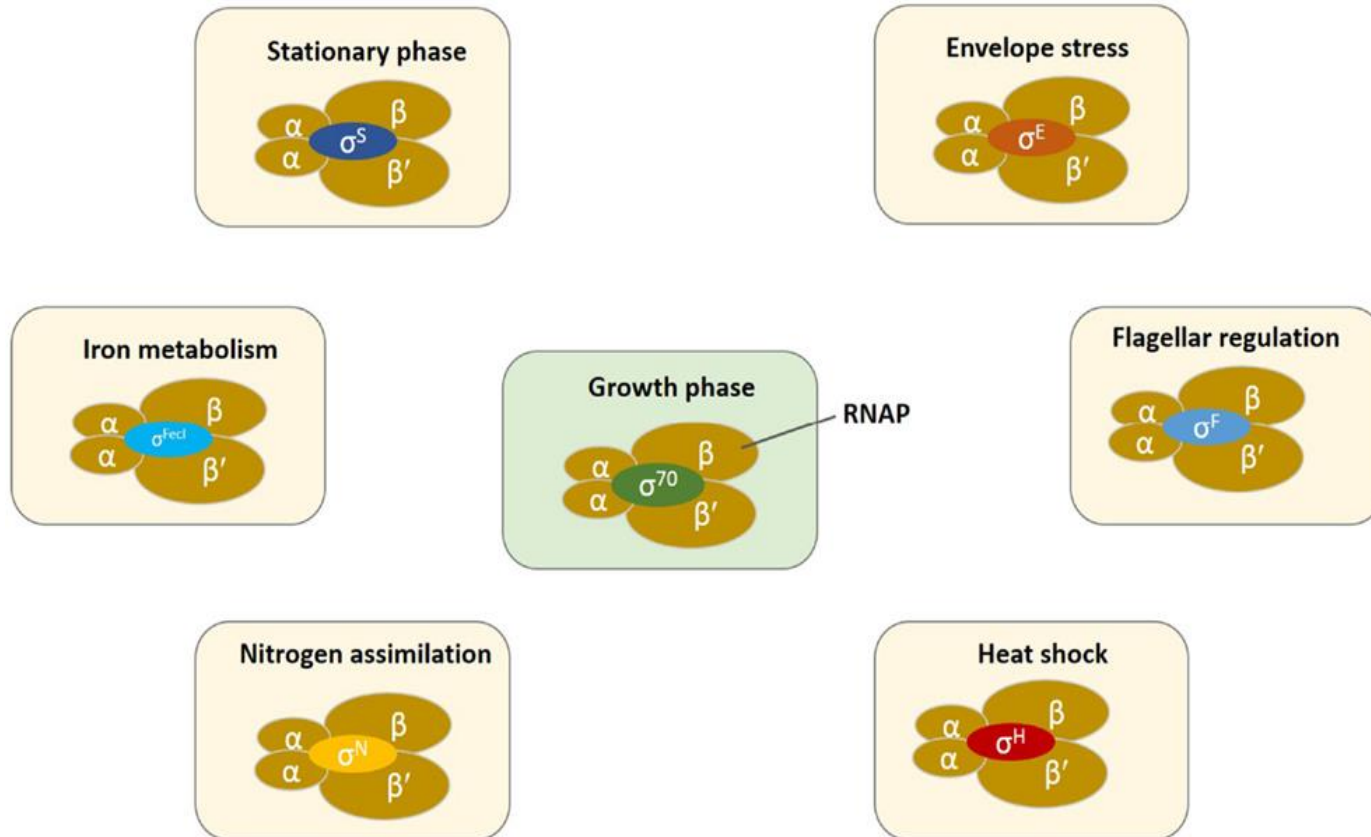 Stationary phase
α
α
σS
β
β′
Envelope stress
α
α
σE
β
β′
Iron metabolism
α
α
σFecI
β
β′
Growth phase
α
α
σ70
β
β′
RNAP
Flagellar regulation
α
α
σF
β
β′
Nitrogen assimilation
α
α
σN
β
β′
Heat shock
α
α
σH
β
β′